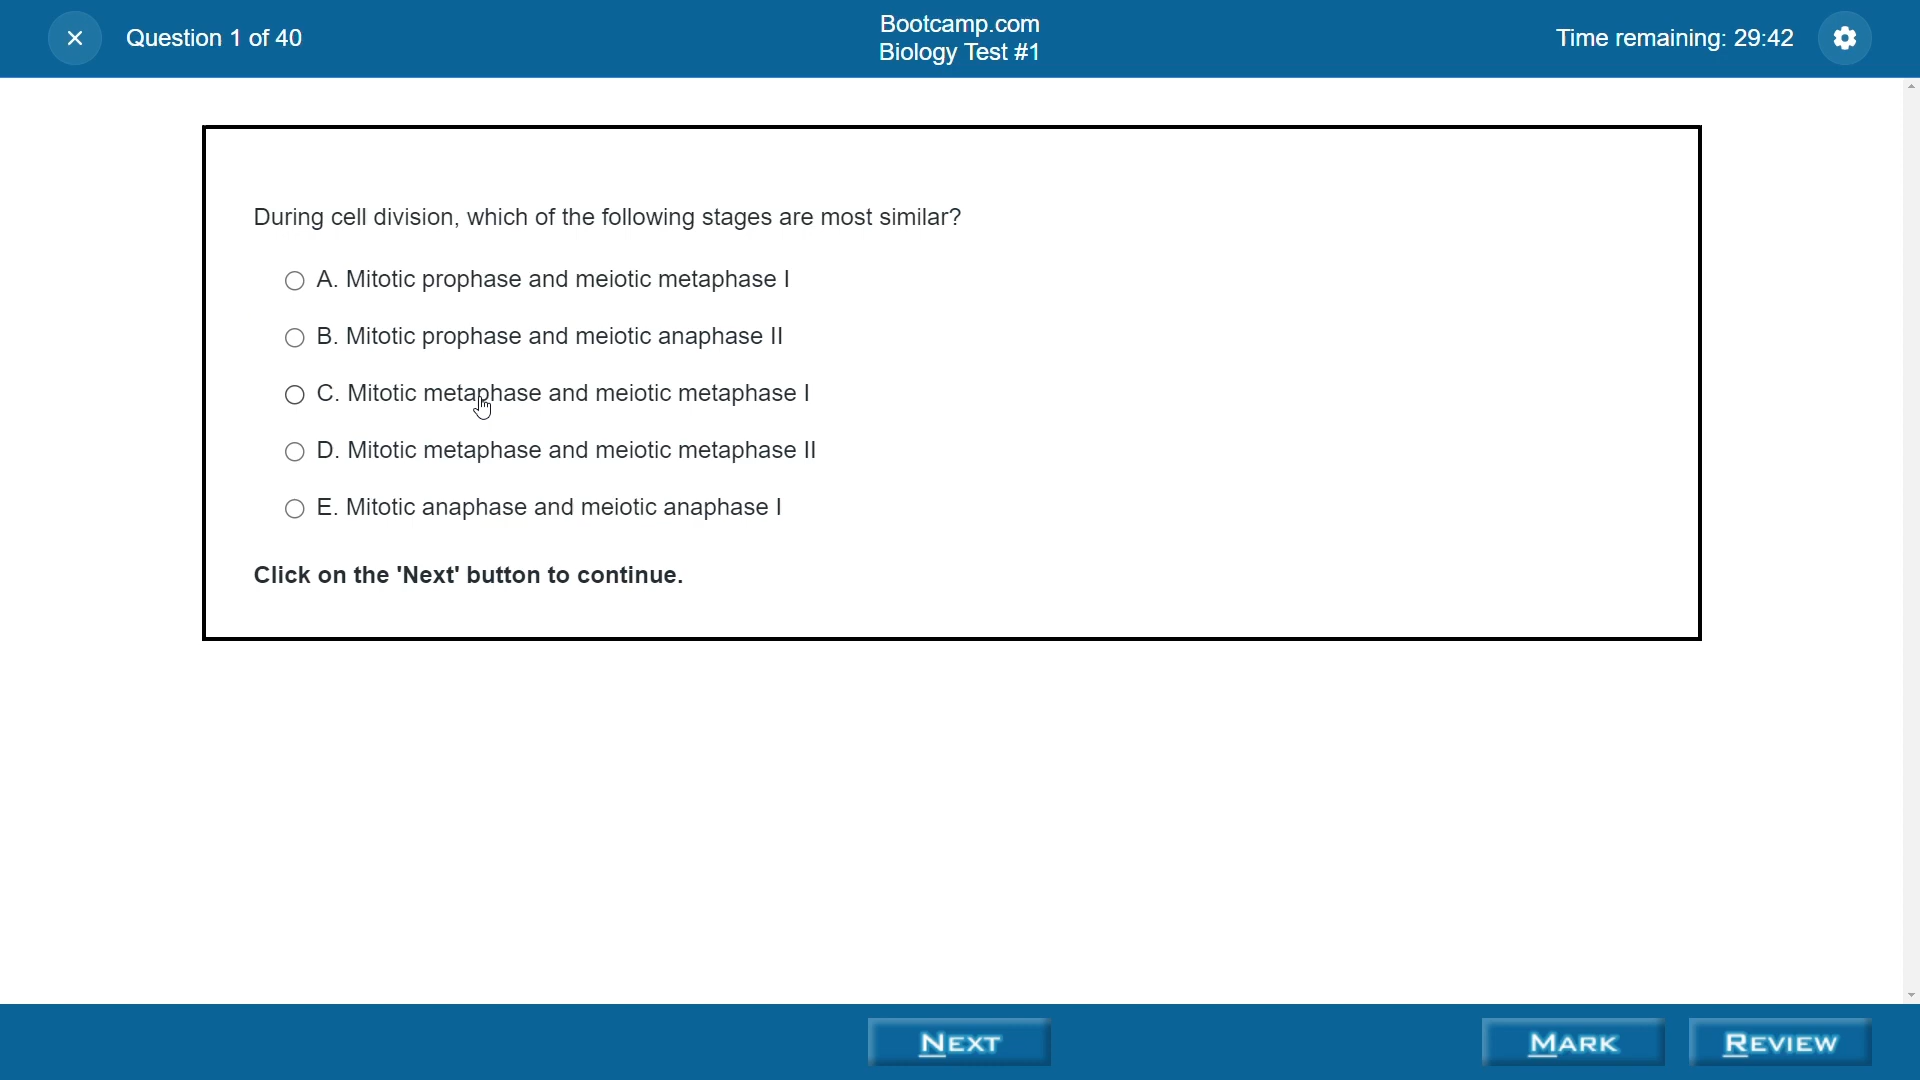 Question 1 of 40
Bootcamp.com
Biology Test #1
Time remaining: 29:42
During cell division, which of the following stages are most similar?
A. Mitotic prophase and meiotic metaphase I
B. Mitotic prophase and meiotic anaphase II
C. Mitotic metaphase and meiotic metaphase I
D. Mitotic metaphase and meiotic metaphase II
E. Mitotic anaphase and meiotic anaphase I
Click on the 'Next' button to continue.
NEXT
MARK
REVIEW